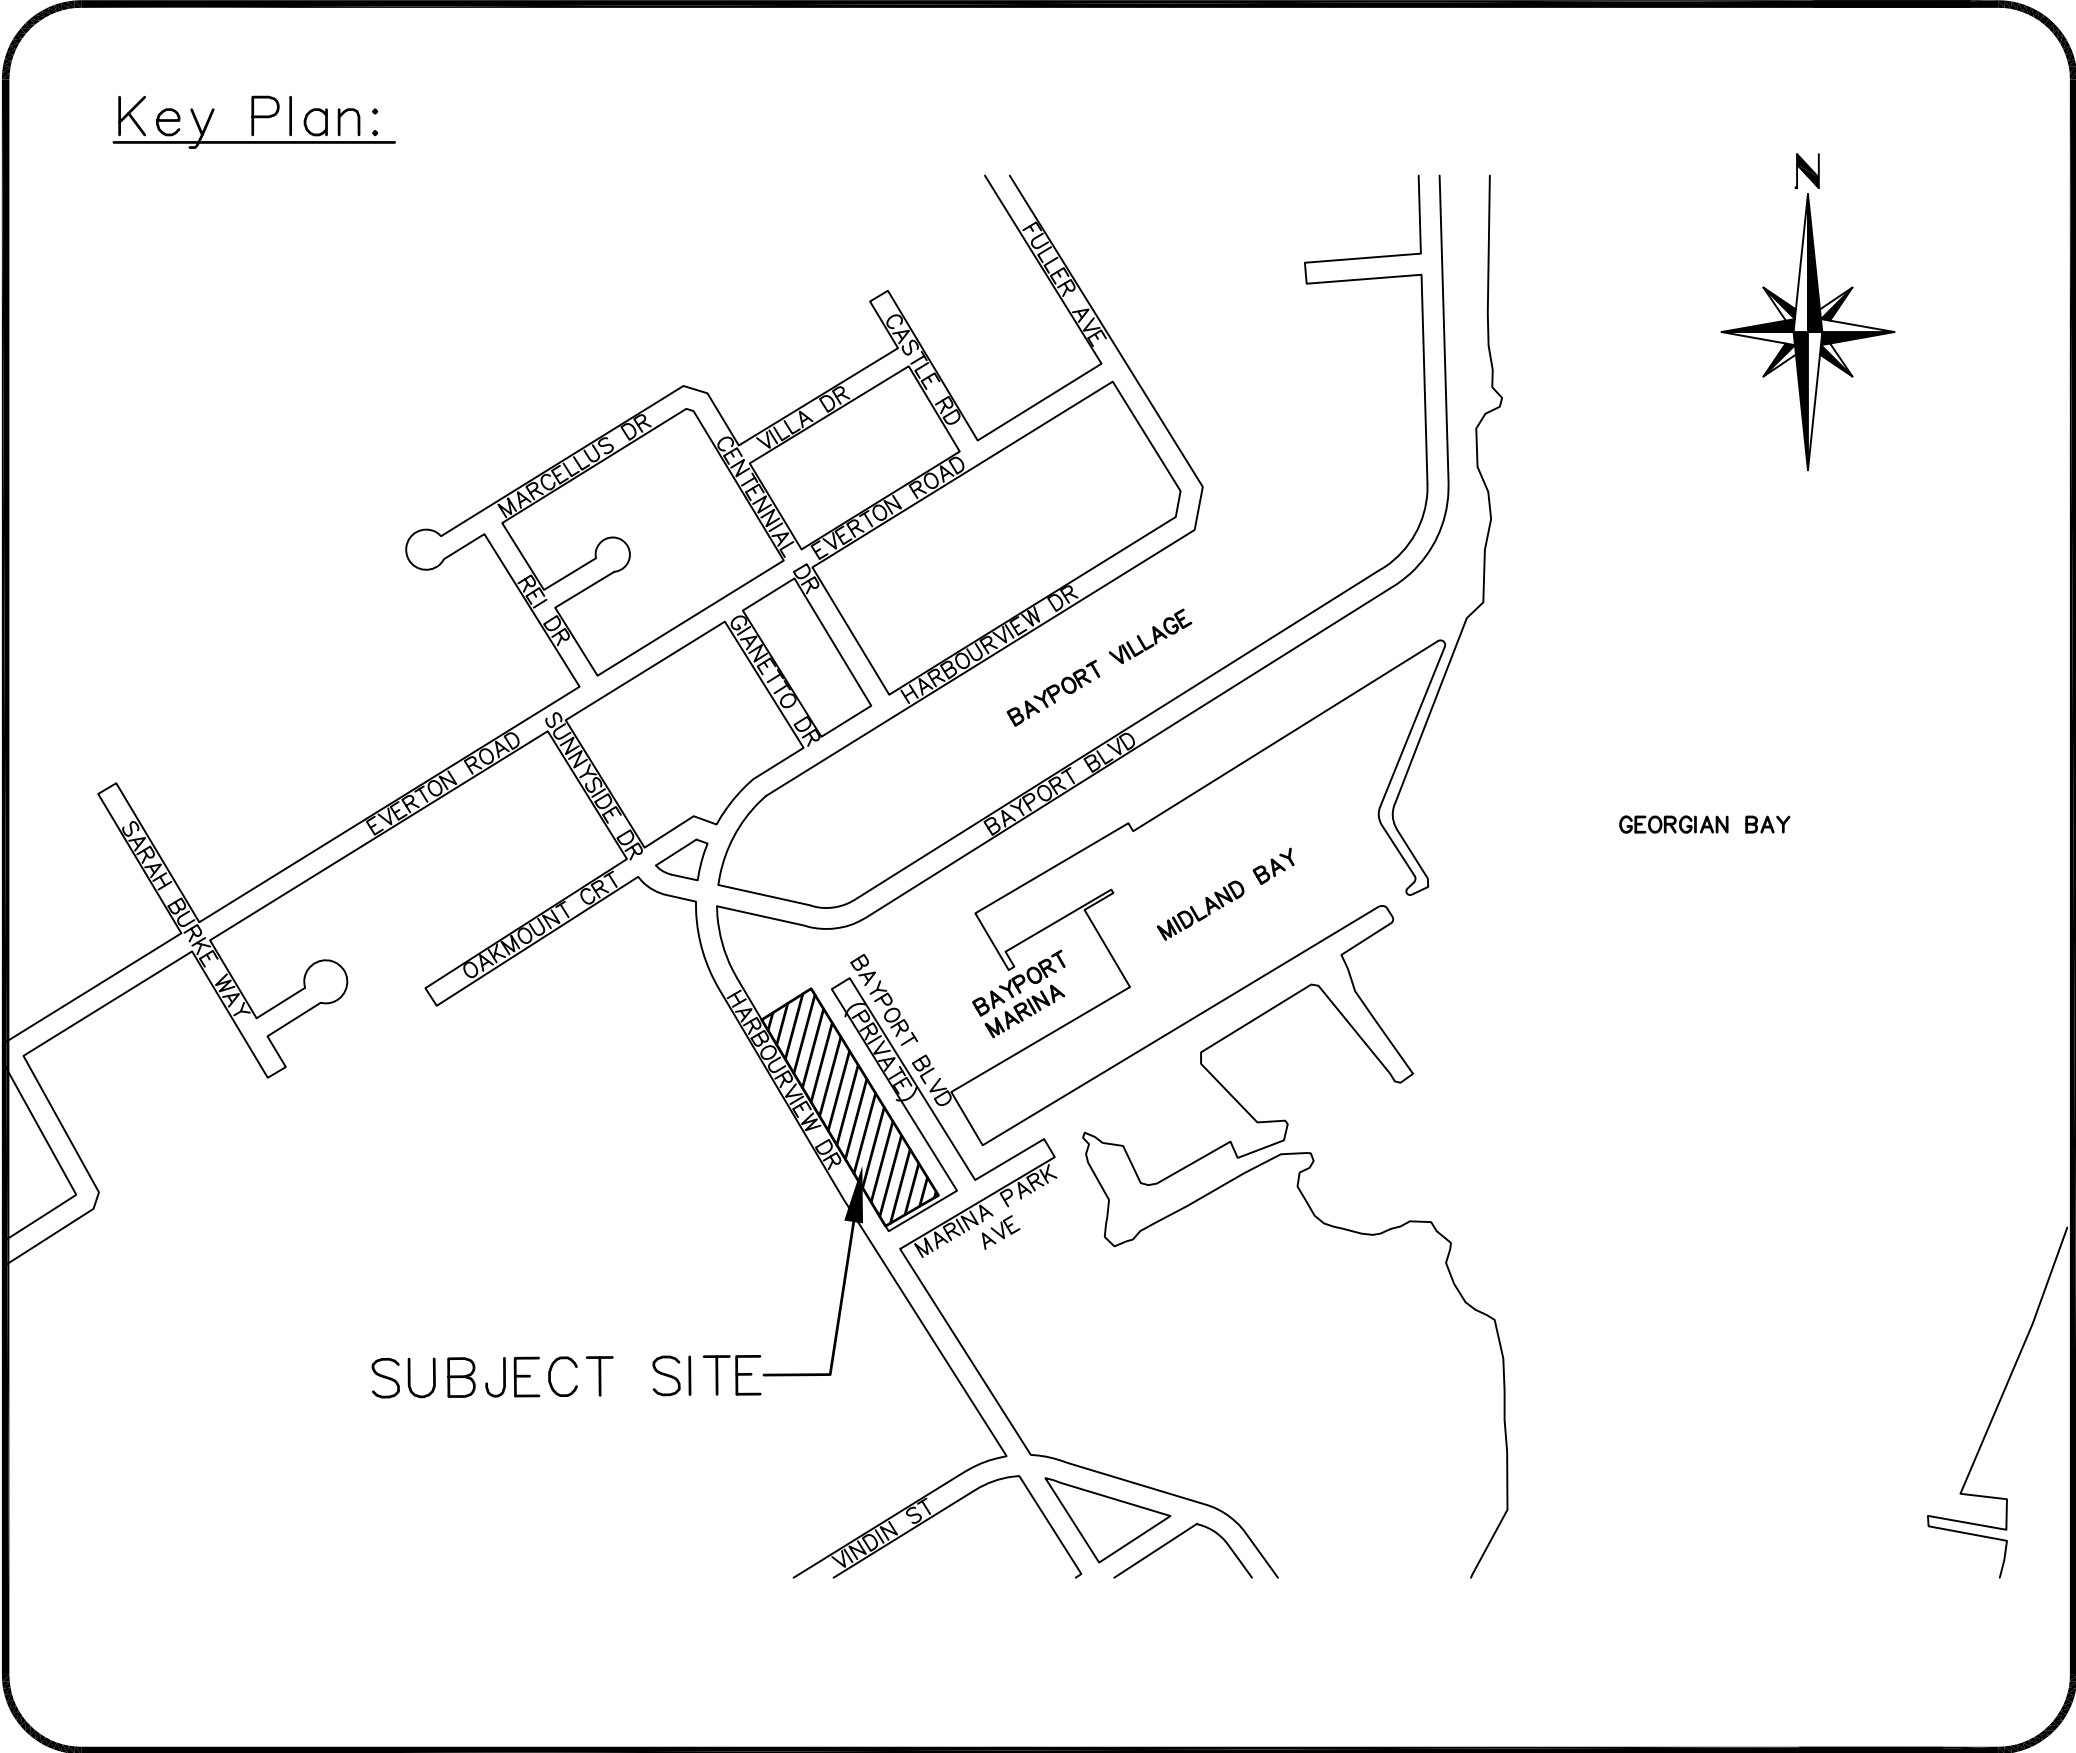 Key Plan:
N
FULLER AVE
CASTLE RD
VILLA DR
MARCELLUS DR
CENTENNIAL DR
EVERTON ROAD
REI DR
GIANETTO DR
HARBOURVIEW DR
BAYPORT VILLAGE
SUNNYSIDE DR
EVERTON ROAD
BAYPORT BLVD
SARAH BURKE WAY
GEORGIAN BAY
OAKMOUNT CRT
MIDLAND BAY
BAYPORT
MARINA
BAYPORT BLVD
(PRIVATE)
HARBOURVIEW DR
MARINA PARK
AVE
SUBJECT SITE
VINDIN ST